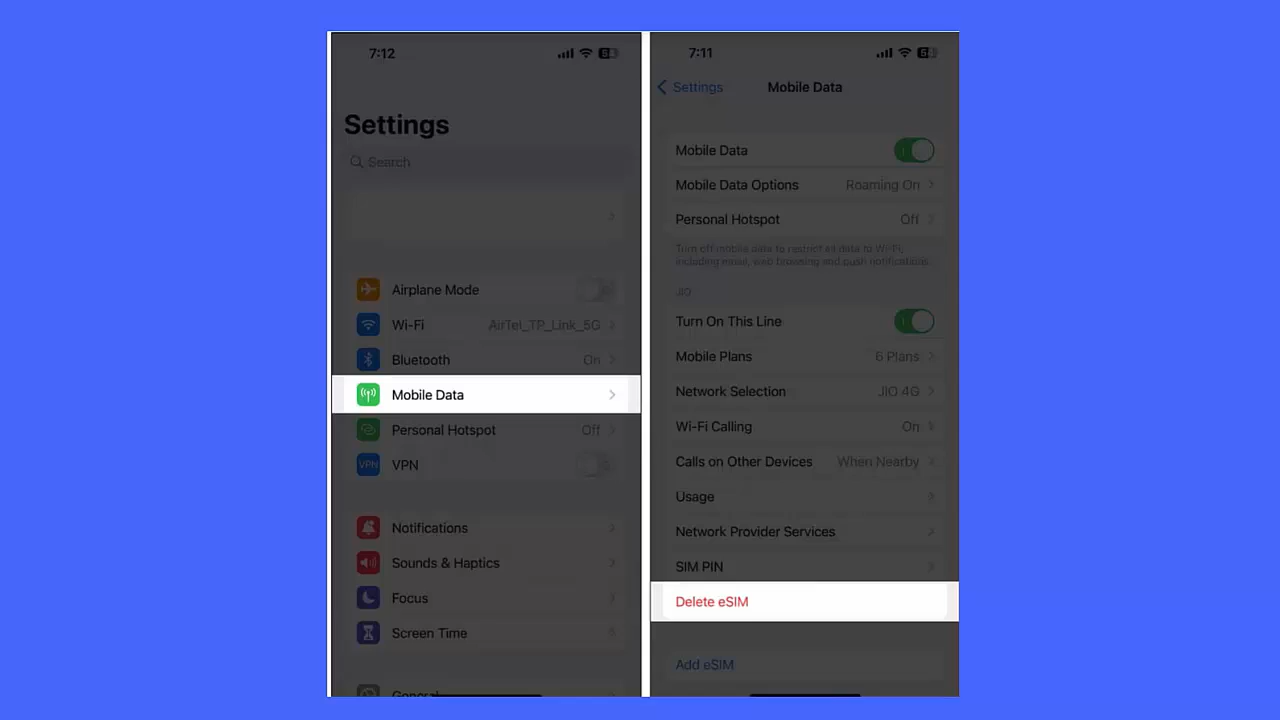 7:12
Settings
Search
Airplane Mode
Wi-Fi AirTel_TP_Link_5G
Bluetooth On
Mobile Data
Personal Hotspot Off
VPN VPN
Notifications
Sounds & Haptics
Focus
Screen Time
General
7:11
Settings Mobile Data
Mobile Data
Mobile Data Options Roaming On
Personal Hotspot Off
Turn off mobile data to restrict all data to Wi-Fi,
including email, web browsing and push notifications.
JIO
Turn On This Line
Mobile Plans 6 Plans
Network Selection JIO 4G
Wi-Fi Calling On
Calls on Other Devices When Nearby
Usage
Network Provider Services
SIM PIN
Delete eSIM
Add eSIM